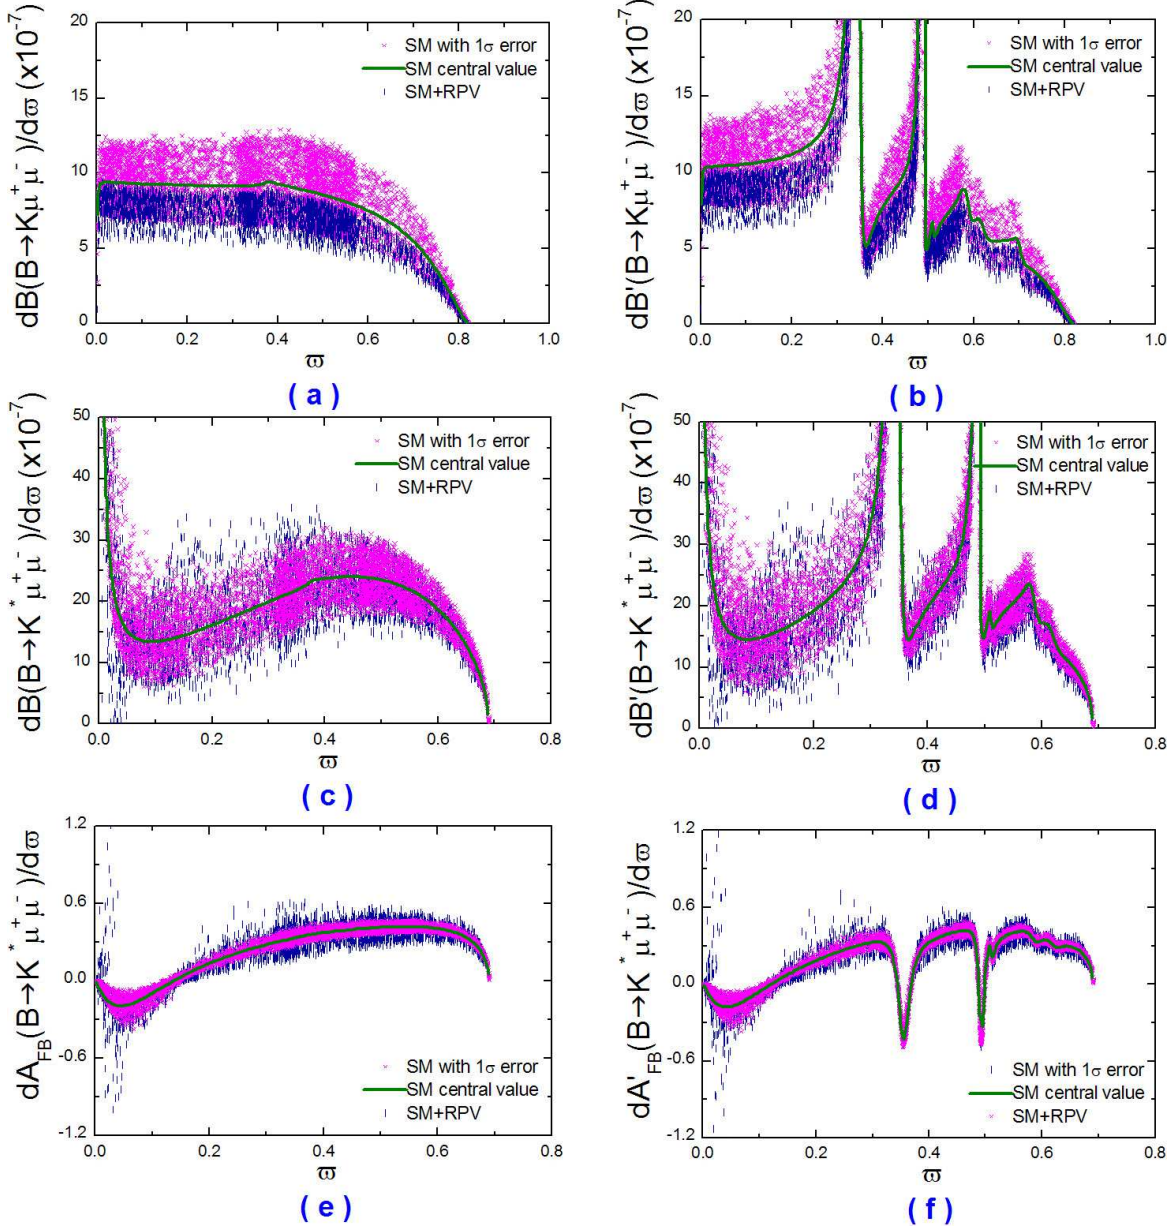 dB(B→Kμ⁺μ⁻)/dϖ (x10⁻⁷)
20
15
10
5
0
SM with 1σ error
SM central value
SM+RPV
0.0 0.2 0.4 0.6 0.8 1.0
ϖ
( a )
dB'(B→Kμ⁺μ⁻)/dϖ (x10⁻⁷)
20
15
10
5
0
SM with 1σ error
SM central value
SM+RPV
0.0 0.2 0.4 0.6 0.8 1.0
ϖ
( b )
dB(B→K*μ⁺μ⁻)/dϖ (x10⁻⁷)
50
40
30
20
10
0
SM with 1σ error
SM central value
SM+RPV
0.0 0.2 0.4 0.6 0.8
ϖ
( c )
dB'(B→K*μ⁺μ⁻)/dϖ (x10⁻⁷)
50
40
30
20
10
0
SM with 1σ error
SM central value
SM+RPV
0.0 0.2 0.4 0.6 0.8
ϖ
( d )
dA_FB(B→K*μ⁺μ⁻)/dϖ
1.2
0.6
0.0
-0.6
-1.2
SM with 1σ error
SM central value
SM+RPV
0.0 0.2 0.4 0.6 0.8
ϖ
( e )
dA'_FB(B→K*μ⁺μ⁻)/dϖ
1.2
0.6
0.0
-0.6
-1.2
SM with 1σ error
SM central value
SM+RPV
0.0 0.2 0.4 0.6 0.8
ϖ
( f )